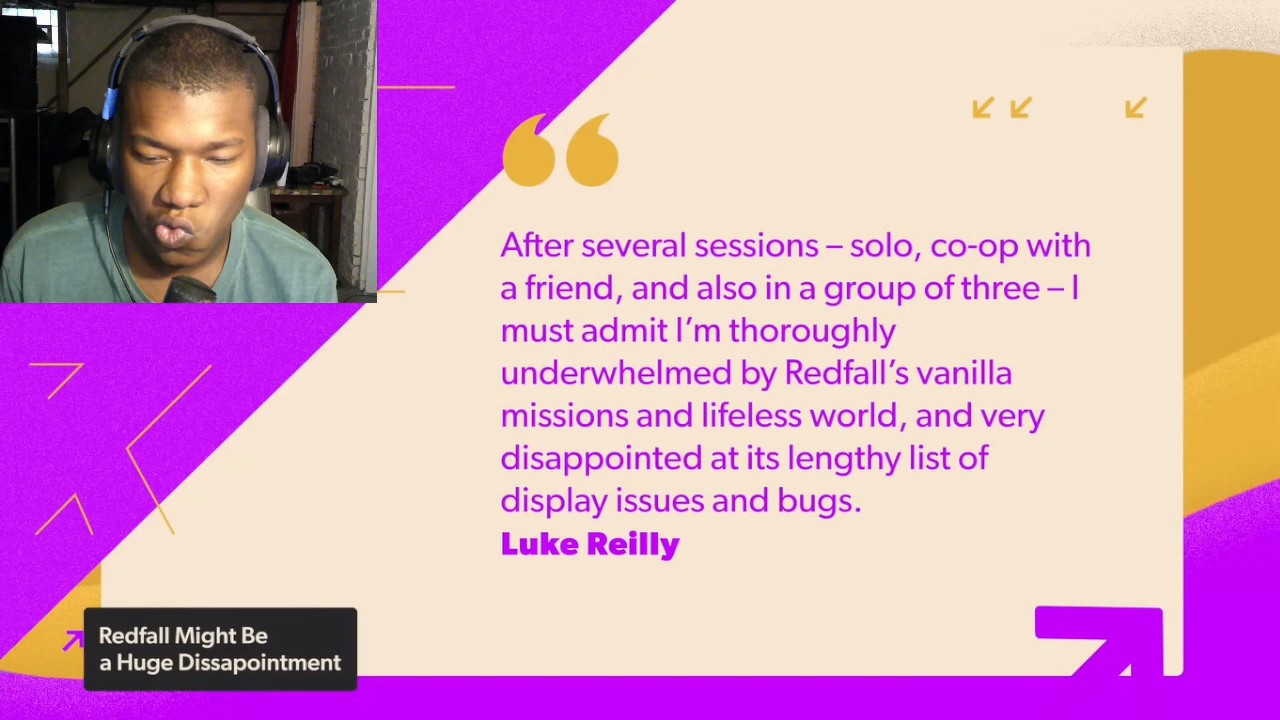 After several sessions – solo, co-op with
a friend, and also in a group of three – I
must admit I’m thoroughly
underwhelmed by Redfall’s vanilla
missions and lifeless world, and very
disappointed at its lengthy list of
display issues and bugs.
Luke Reilly
Redfall Might Be
a Huge Dissapointment